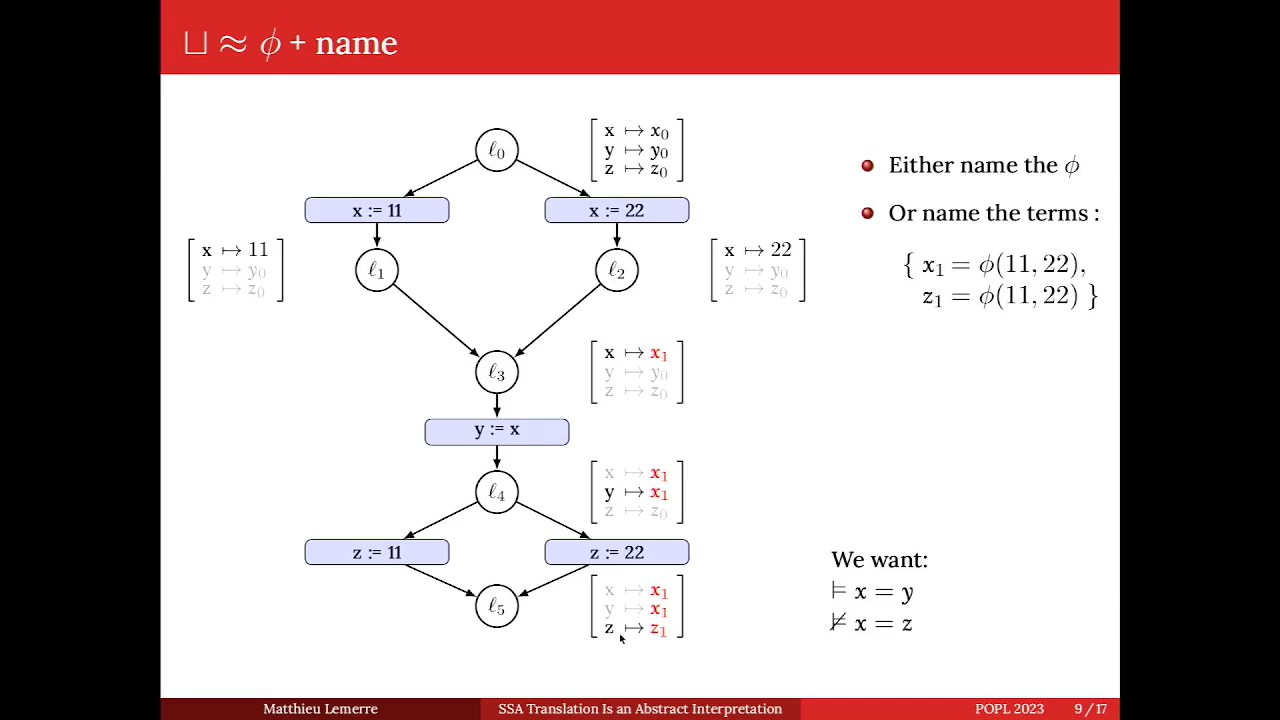 ⊔ ≈ ϕ + name
ℓ0
x ↦ x0
y ↦ y0
z ↦ z0
x := 11
x := 22
x ↦ 11
y ↦ y0
z ↦ z0
ℓ1
ℓ2
x ↦ 22
y ↦ y0
z ↦ z0
ℓ3
x ↦ x1
y ↦ y0
z ↦ z0
y := x
ℓ4
x ↦ x1
y ↦ x1
z ↦ z0
z := 11
z := 22
ℓ5
x ↦ x1
y ↦ x1
z ↦ z1
Either name the ϕ
Or name the terms :
{ x1 = ϕ(11, 22),
z1 = ϕ(11, 22) }
We want:
⊨ x = y
⊭ x = z
Matthieu Lemerre
SSA Translation Is an Abstract Interpretation
POPL 2023
9 / 17